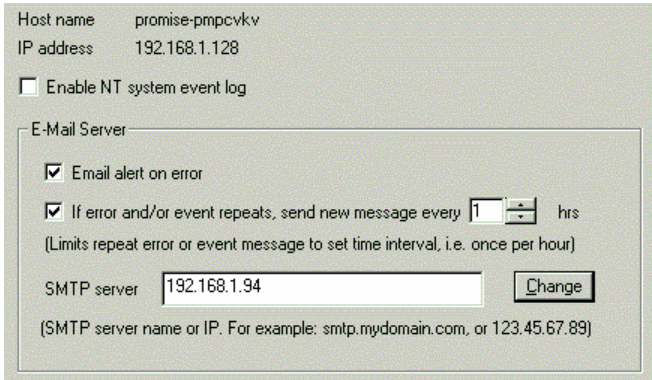 Host name promise-pmpcvkv
IP address 192.168.1.128
Enable NT system event log
E-Mail Server
Email alert on error
If error and/or event repeats, send new message every 1 hrs
(Limits repeat error or event message to set time interval, i.e. once per hour)
SMTP server 192.168.1.94 Change
(SMTP server name or IP. For example: smtp.mydomain.com, or 123.45.67.89)